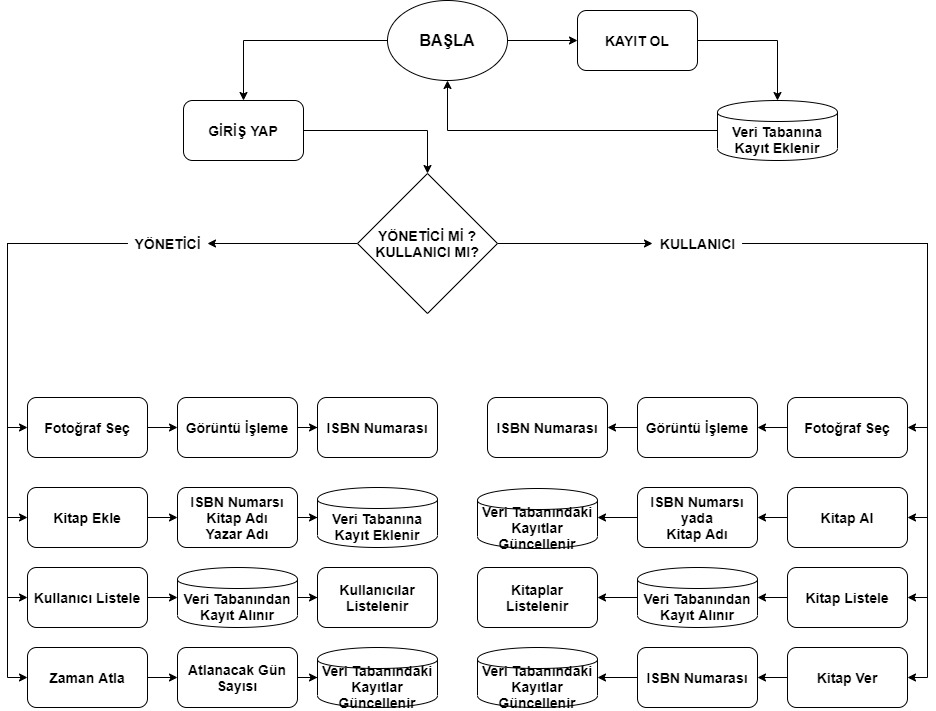 BAŞLA
KAYIT OL
GİRİŞ YAP
Veri Tabanına
Kayıt Eklenir
YÖNETİCİ Mİ ?
KULLANICI MI?
YÖNETİCİ
KULLANICI
Fotoğraf Seç
Görüntü İşleme
ISBN Numarası
ISBN Numarası
Görüntü İşleme
Fotoğraf Seç
Kitap Ekle
ISBN Numarsı
Kitap Adı
Yazar Adı
Veri Tabanına
Kayıt Eklenir
Veri Tabanındaki
Kayıtlar
Güncellenir
ISBN Numarsı
yada
Kitap Adı
Kitap Al
Kullanıcı Listele
Veri Tabanından
Kayıt Alınır
Kullanıcılar
Listelenir
Kitaplar
Listelenir
Veri Tabanından
Kayıt Alınır
Kitap Listele
Zaman Atla
Atlanacak Gün
Sayısı
Veri Tabanındaki
Kayıtlar
Güncellenir
Veri Tabanındaki
Kayıtlar
Güncellenir
ISBN Numarası
Kitap Ver